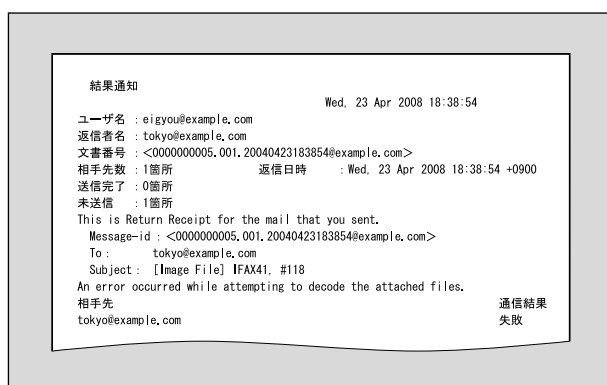 結果通知
Wed, 23 Apr 2008 18:38:54
ユーザ名 : eigyou@example.com
返信者名 : tokyo@example.com
文書番号 : <0000000005.001.20040423183854@example.com>
相手先数 : 1箇所 返信日時 : Wed, 23 Apr 2008 18:38:54 +0900
送信完了 : 0箇所
未送信 : 1箇所
This is Return Receipt for the mail that you sent.
Message-id : <0000000005.001.20040423183854@example.com>
To : tokyo@example.com
Subject : [Image File] IFAX41, #118
An error occurred while attempting to decode the attached files.
相手先 通信結果
tokyo@example.com 失敗